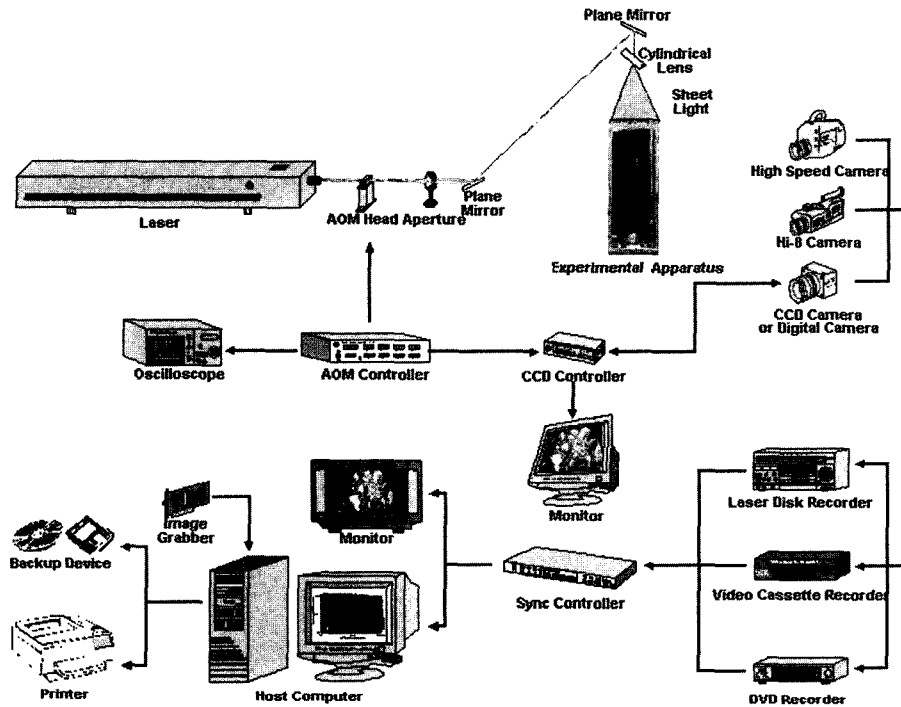 Plane Mirror
Cylindrical
Lens
Sheet
Light
High Speed Camera
Laser
AOM Head Aperture
Plane
Mirror
Hi-8 Camera
Experimental Apparatus
CCD Camera
or Digital Camera
Oscilloscope
AOM Controller
CCD Controller
Laser Disk Recorder
Image
Grabber
Monitor
Monitor
Backup Device
Sync Controller
Video Cassette Recorder
Printer
Host Computer
DVD Recorder